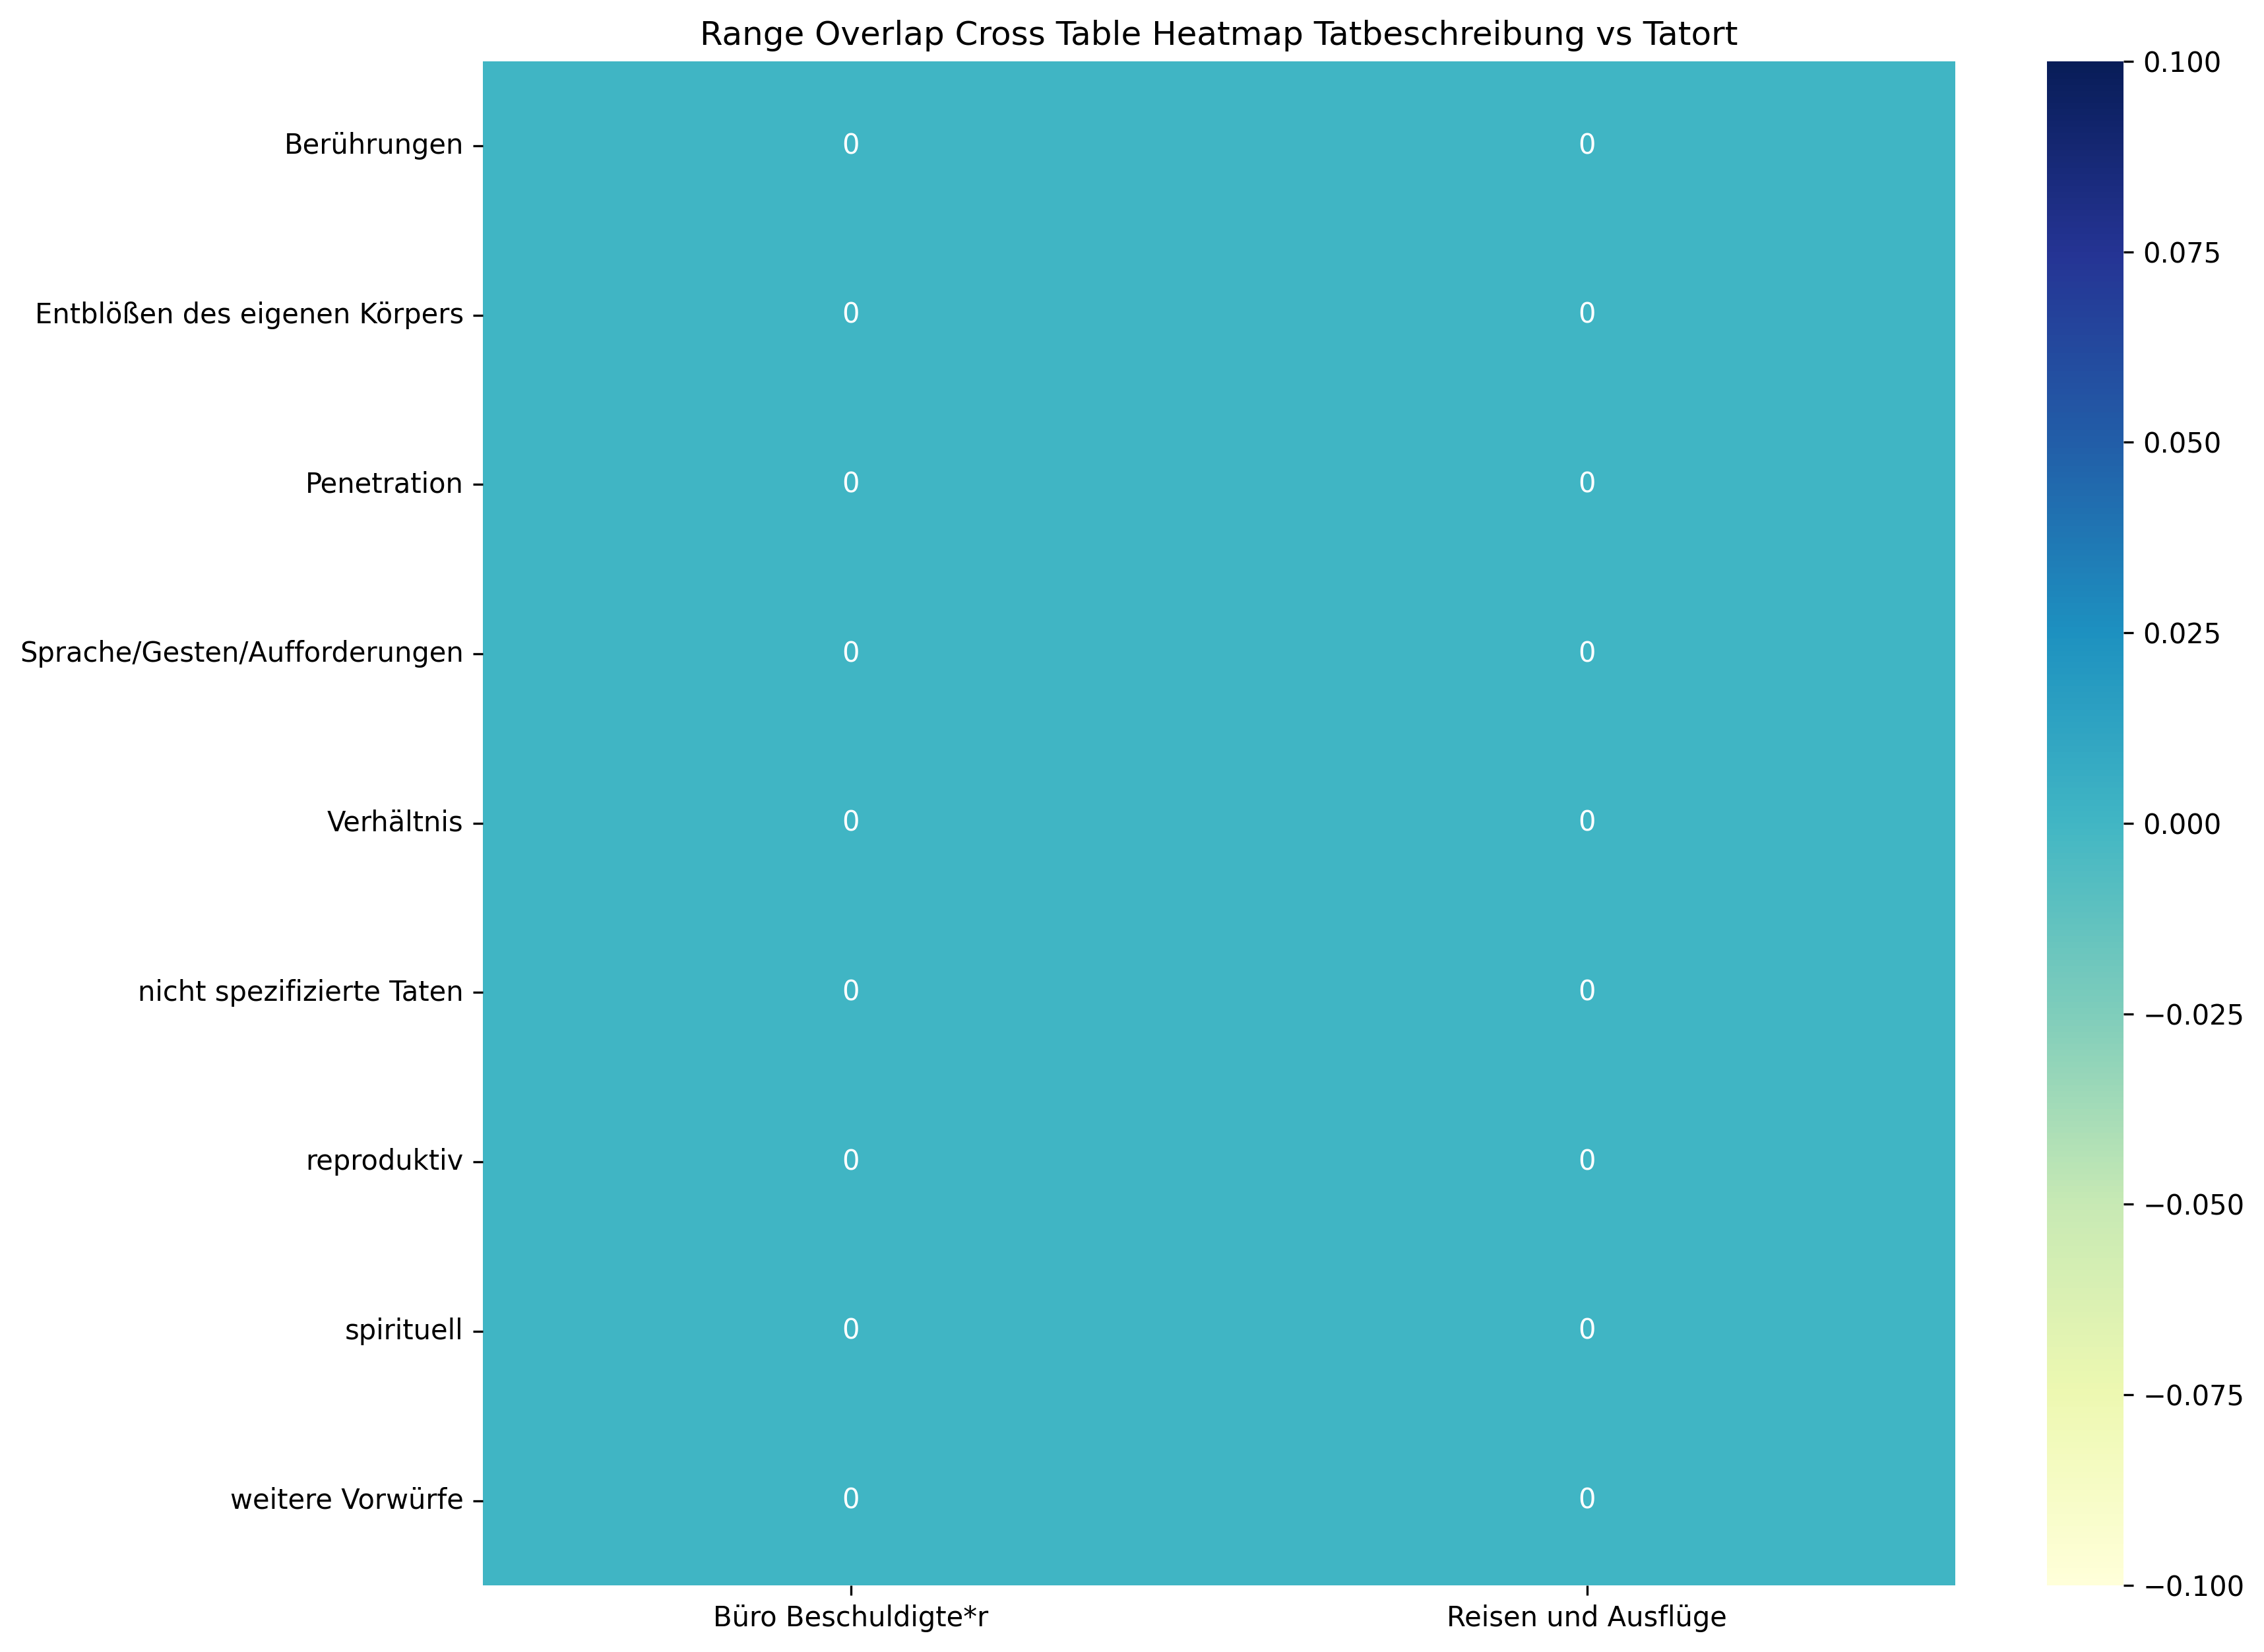 Range Overlap Cross Table Heatmap Tatbeschreibung vs Tatort
Berührungen 0 0
Entblößen des eigenen Körpers 0 0
Penetration 0 0
Sprache/Gesten/Aufforderungen 0 0
Verhältnis 0 0
nicht spezifizierte Taten 0 0
reproduktiv 0 0
spirituell 0 0
weitere Vorwürfe 0 0
Büro Beschuldigte*r Reisen und Ausflüge
0.100
0.075
0.050
0.025
0.000
−0.025
−0.050
−0.075
−0.100